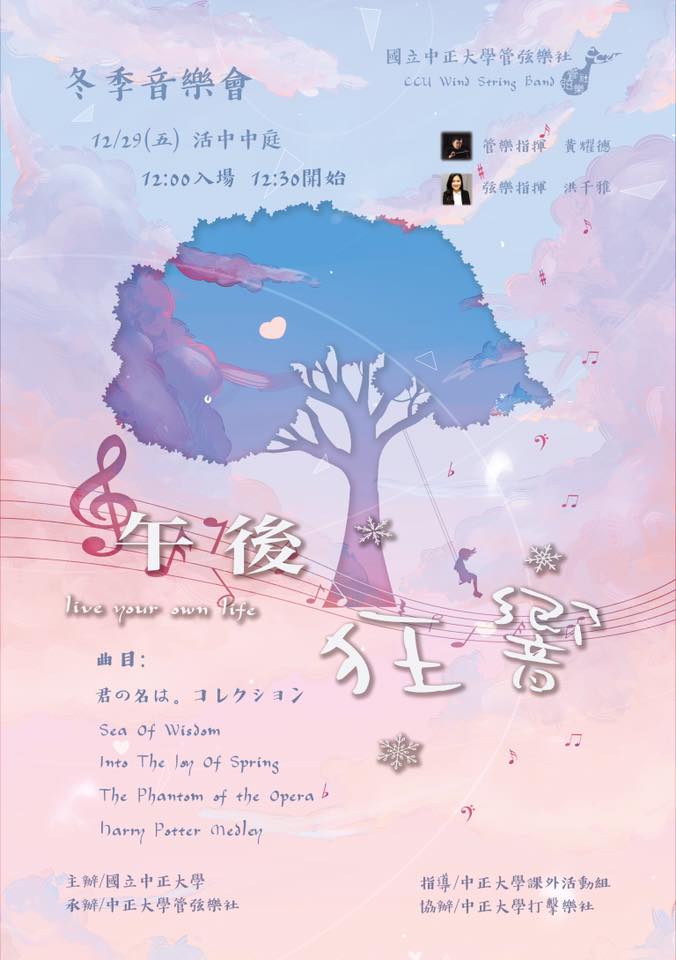 冬季音樂會
國立中正大學管弦樂社
CCU Wind String Band
12/29(五) 活中中庭
12:00入場 12:30開始
管樂指揮 黃耀德
弦樂指揮 洪千雅
午後
live your own life
狂響
曲目:
君の名は。コレクション
Sea Of Wisdom
Into The Joy Of Spring
The Phantom of the Opera
Harry Potter Medley
主辦/國立中正大學
承辦/中正大學管弦樂社
指導/中正大學課外活動組
協辦/中正大學打擊樂社